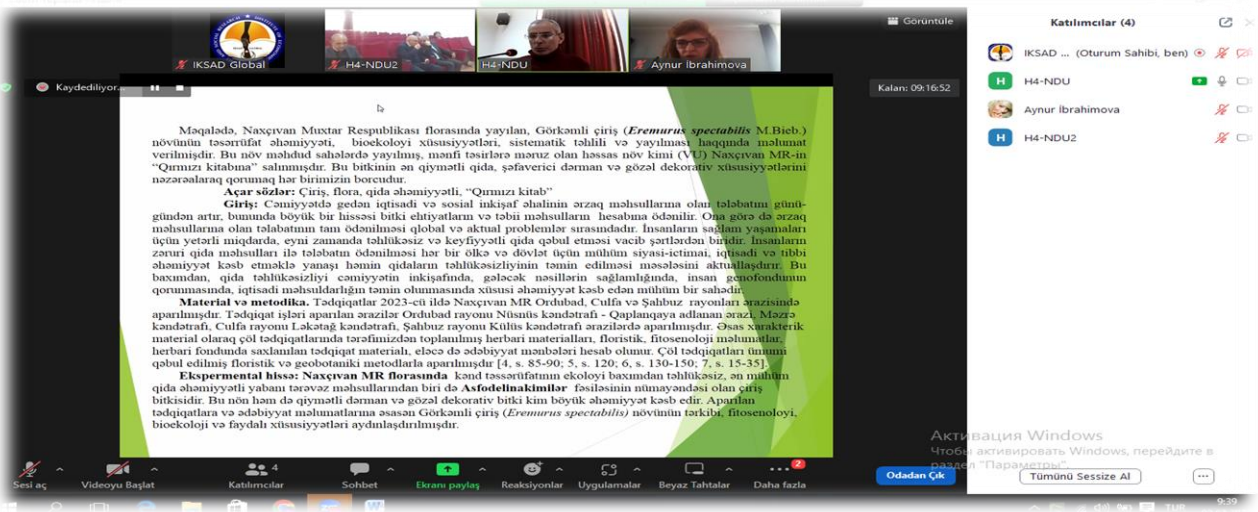 Görüntüle
IKSAD Global
H4-NDU2
H4-NDU
Aynur İbrahimova
Kaydediliyor...
Kalan: 09:16:52
Məqalədə, Naxçıvan Muxtar Respublikası florasında yayılan, Görkəmli çiriş (Eremurus spectabilis M.Bieb.)
növünün təsərrüfat əhəmiyyəti, bioekoloji xüsusiyyətləri, sistematik təhlili və yayılması haqqında məlumat
verilmişdir. Bu növ məhdud sahələrdə yayılmış, mənfi təsirlərə məruz olan həssas növ kimi (VU) Naxçıvan MR-in
“Qırmızı kitabına” salınmışdır. Bu bitkinin ən qiymətli qida, şəfaverici dərman və gözəl dekorativ xüsusiyyətlərini
nəzərəalaraq qorumaq hər birimizin borcudur.
Açar sözlər: Çiriş, flora, qida əhəmiyyətli, “Qırmızı kitab”
Giriş: Cəmiyyətdə gedən iqtisadi və sosial inkişaf əhalinin ərzaq məhsullarına olan tələbatını günü-
gündən artır, bununda böyük bir hissəsi bitki ehtiyatların və təbii məhsulların hesabına ödənilir. Ona görə də ərzaq
məhsullarına olan təlabatının tam ödənilməsi qlobal və aktual problemlər sırasındadır. İnsanların sağlam yaşamaları
üçün yetərli miqdarda, eyni zamanda təhlükəsiz və keyfiyyətli qida qəbul etməsi vacib şərtlərdən biridir. İnsanların
zəruri qida məhsulları ilə tələbatın ödənilməsi hər bir ölkə və dövlət üçün mühüm siyasi-ictimai, iqtisadi və tibbi
əhəmiyyət kəsb etməklə yanaşı həmin qidaların təhlükəsizliyinin təmin edilməsi məsələsini aktuallaşdırır. Bu
baxımdan, qida təhlükəsizliyi cəmiyyətin inkişafında, gələcək nəsillərin sağlamlığında, insan genofondunun
qorunmasında, iqtisadi məhsuldarlığın təmin olunmasında xüsusi əhəmiyyət kəsb edən mühüm bir sahədir.
Material və metodika. Tədqiqatlar 2023-cü ildə Naxçıvan MR Ordubad, Culfa və Şahbuz rayonları ərazisində
aparılmışdır. Tədqiqat işləri aparılan ərazilər Ordubad rayonu Nüsnüs kəndətrafı - Qaplanqaya adlanan ərazi, Məzrə
kəndətrafı, Culfa rayonu Ləkətağ kəndətrafı, Şahbuz rayonu Külüs kəndətrafı ərazilərdə aparılmışdır. Əsas xarakterik
material olaraq çöl tədqiqatlarında tərəfimizdən toplanılmış herbari materialları, floristik, fitosenoloji məlumatlar,
herbari fondunda saxlanılan tədqiqat materialı, eləcə də ədəbiyyat mənbələri hesab olunur. Çöl tədqiqatları ümumi
qəbul edilmiş floristik və geobotaniki metodlarla aparılmışdır [4, s. 85-90; 5, s. 120; 6, s. 130-150; 7, s. 15-35].
Ekspermental hissə: Naxçıvan MR florasında kənd təssərüfatının ekoloyi baxımdan təhlükəsiz, ən mühüm
qida əhəmiyyətli yabanı tərəvəz məhsullarından biri də Asfodelinakimilər fəsiləsinin nümayəndəsi olan çiriş
bitkisidir. Bu nön həm də qiymətli dərman və gözəl dekorativ bitki kim böyük əhəmiyyət kəsb edir. Aparılan
tədqiqatlara və ədəbiyyat məlumatlarına əsasən Görkəmli çiriş (Eremurus spectabilis) növünün tərkibi, fitosenoloyi,
bioekoloji və faydalı xüsusiyyətləri aydınlaşdırılmışdır.
Katılımcılar (4)
IKSAD ... (Oturum Sahibi, ben)
H H4-NDU
Aynur İbrahimova
H H4-NDU2
Активация Windows
Чтобы активировать Windows, перейдите в
раздел "Параметры".
Sesi aç
Videoyu Başlat
4
Katılımcılar
Sohbet
Ekranı paylaş
Reaksiyonlar
Uygulamalar
Beyaz Tahtalar
2
Daha fazla
Odadan Çık
Tümünü Sessize Al
TUR
9:39